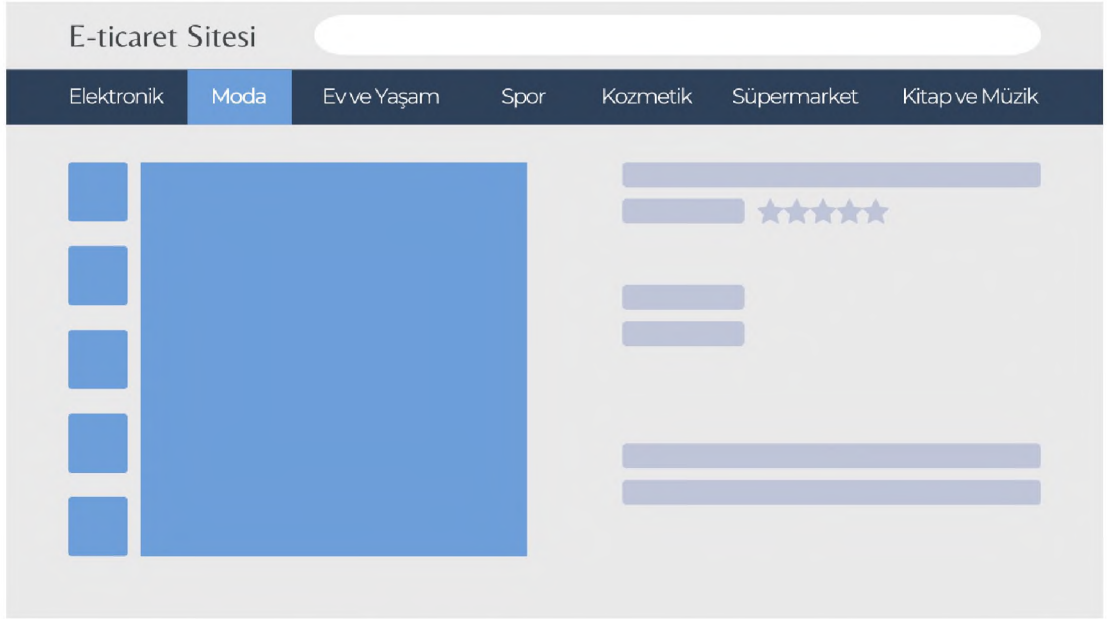 E-ticaret Sitesi
Elektronik Moda Ev ve Yaşam Spor Kozmetik Süpermarket Kitap ve Müzik